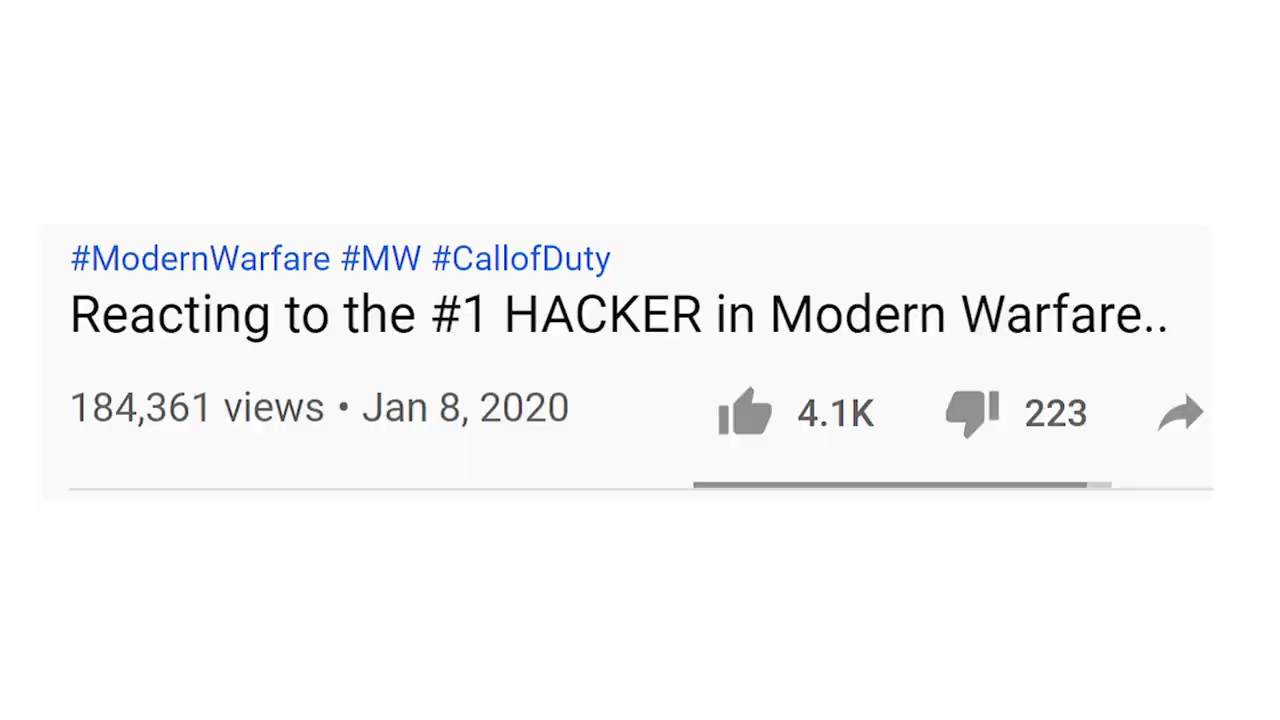 #ModernWarfare #MW #CallofDuty
Reacting to the #1 HACKER in Modern Warfare..
184,361 views • Jan 8, 2020 4.1K 223